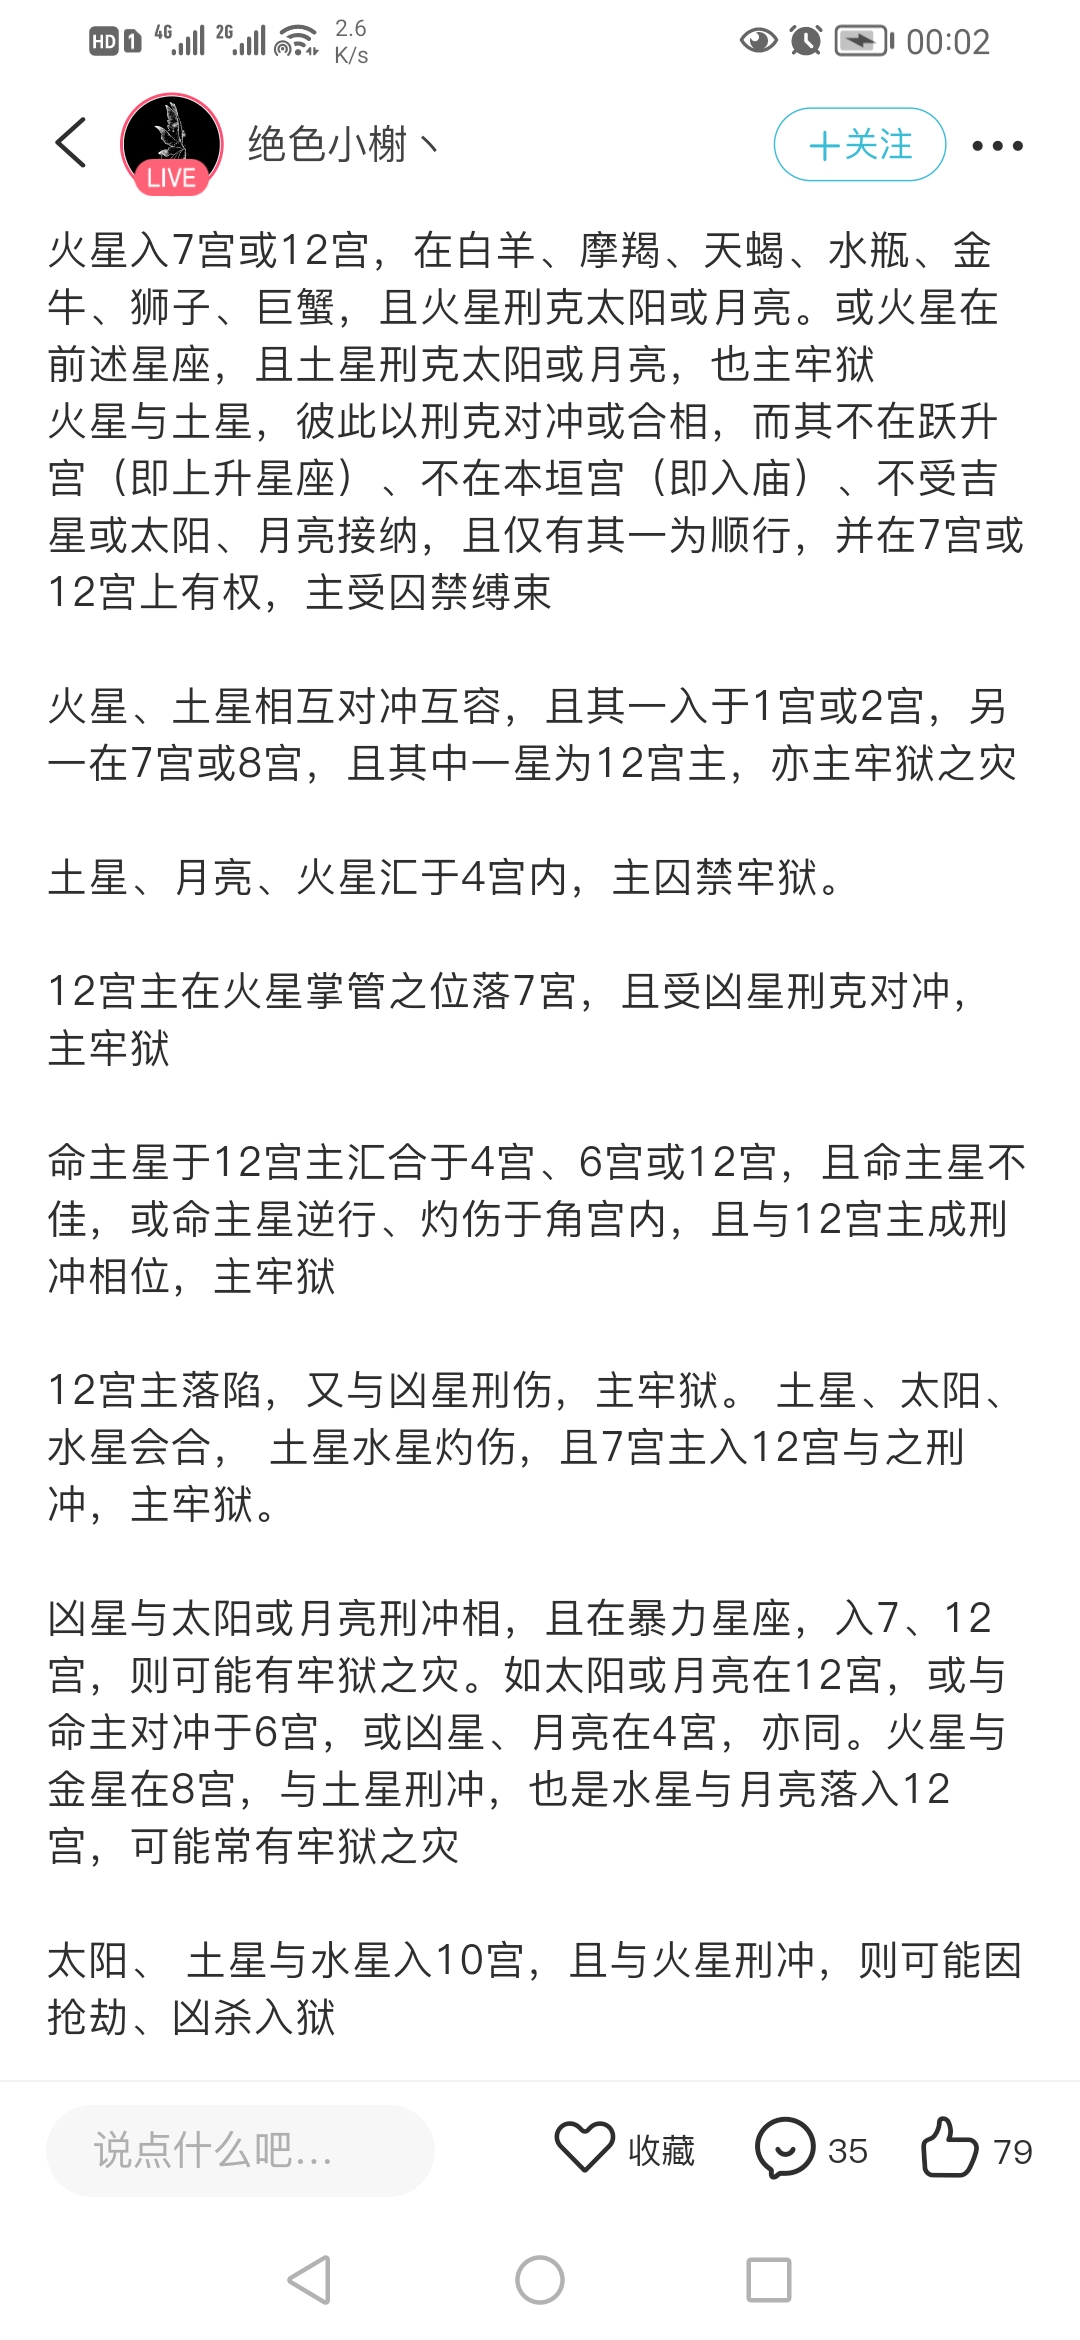 HD 1 4G 2G 2.6 K/s 00:02
LIVE 绝色小榭丶 +关注
火星入7宫或12宫，在白羊、摩羯、天蝎、水瓶、金
牛、狮子、巨蟹，且火星刑克太阳或月亮。或火星在
前述星座，且土星刑克太阳或月亮，也主牢狱
火星与土星，彼此以刑克对冲或合相，而其不在跃升
宫（即上升星座）、不在本垣宫（即入庙）、不受吉
星或太阳、月亮接纳，且仅有其一为顺行，并在7宫或
12宫上有权，主受囚禁缚束
火星、土星相互对冲互容，且其一入于1宫或2宫，另
一在7宫或8宫，且其中一星为12宫主，亦主牢狱之灾
土星、月亮、火星汇于4宫内，主囚禁牢狱。
12宫主在火星掌管之位落7宮，且受凶星刑克对冲，
主牢狱
命主星于12宫主汇合于4宫、6宫或12宫，且命主星不
佳，或命主星逆行、灼伤于角宫内，且与12宫主成刑
冲相位，主牢狱
12宫主落陷，又与凶星刑伤，主牢狱。 土星、太阳、
水星会合， 土星水星灼伤，且7宫主入12宫与之刑
冲，主牢狱。
凶星与太阳或月亮刑冲相，且在暴力星座，入7、12
宫，则可能有牢狱之灾。如太阳或月亮在12宮，或与
命主对冲于6宫，或凶星、月亮在4宮，亦同。火星与
金星在8宫，与土星刑冲，也是水星与月亮落入12
宫，可能常有牢狱之灾
太阳、 土星与水星入10宫，且与火星刑冲，则可能因
抢劫、凶杀入狱
说点什么吧... 收藏 35 79